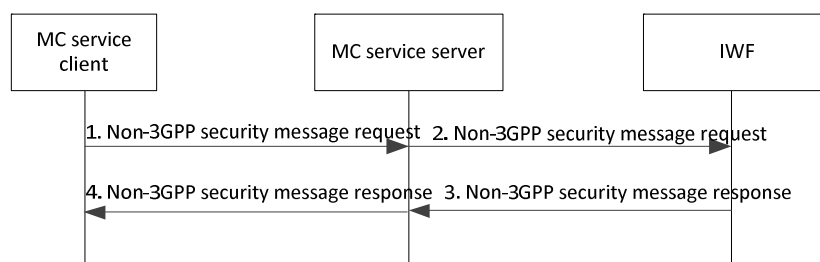 MC service
client
MC service server
IWF
1. Non-3GPP security message request
2. Non-3GPP security message request
4. Non-3GPP security message response
3. Non-3GPP security message response